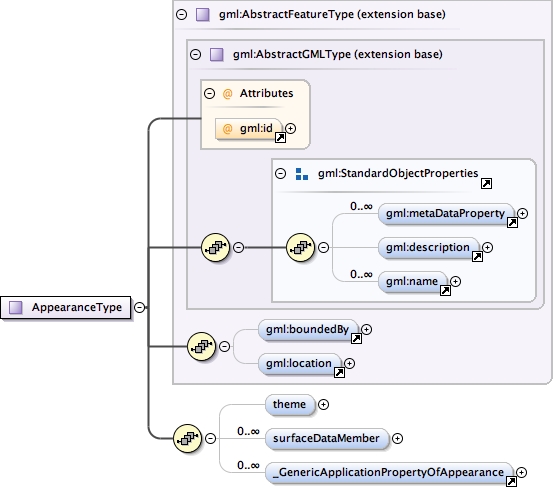 gml:AbstractFeatureType (extension base)
gml:AbstractGMLType (extension base)
@ Attributes
@ gml:id
gml:StandardObjectProperties
0..∞
gml:metaDataProperty
gml:description
0..∞
gml:name
AppearanceType
gml:boundedBy
gml:location
theme
0..∞
surfaceDataMember
0..∞
_GenericApplicationPropertyOfAppearance